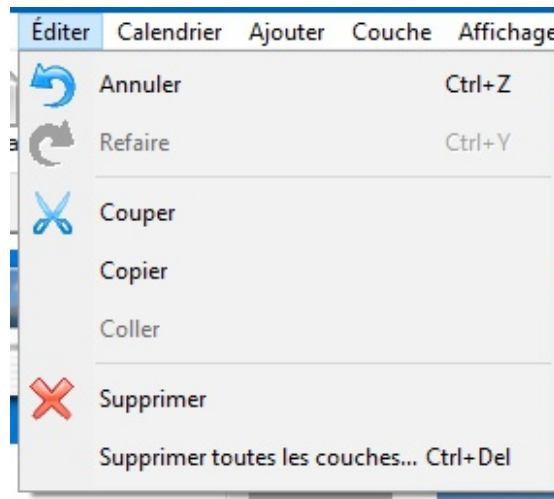 Éditer Calendrier Ajouter Couche Affichage
Annuler Ctrl+Z
Refaire Ctrl+Y
Couper
Copier
Coller
Supprimer
Supprimer toutes les couches... Ctrl+Del